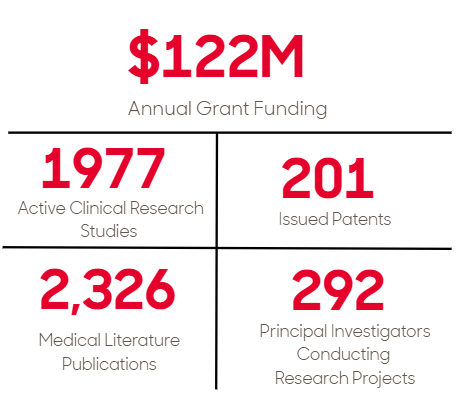 $122M
Annual Grant Funding
1977
Active Clinical Research
Studies
201
Issued Patents
2,326
Medical Literature
Publications
292
Principal Investigators
Conducting
Research Projects